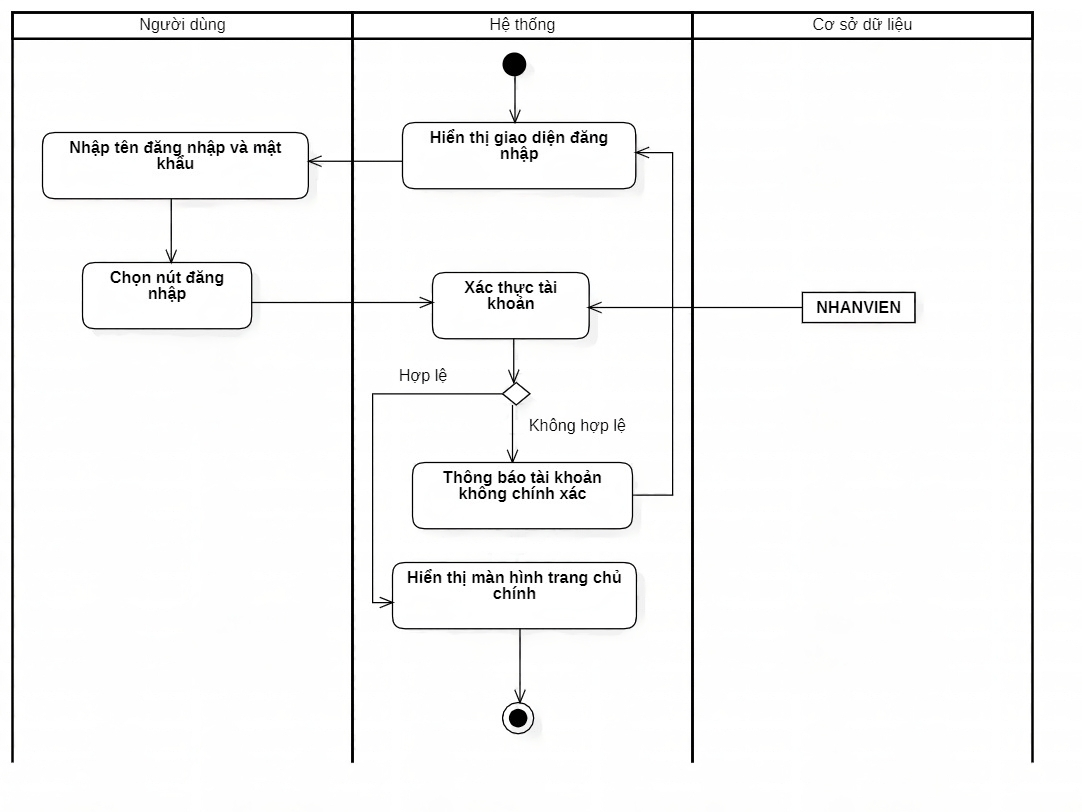 Người dùng
Hệ thống
Cơ sở dữ liệu
Hiển thị giao diện đăng
nhập
Nhập tên đăng nhập và mật
khẩu
Chọn nút đăng
nhập
Xác thực tài
khoản
NHANVIEN
Hợp lệ
Không hợp lệ
Thông báo tài khoản
không chính xác
Hiển thị màn hình trang chủ
chính